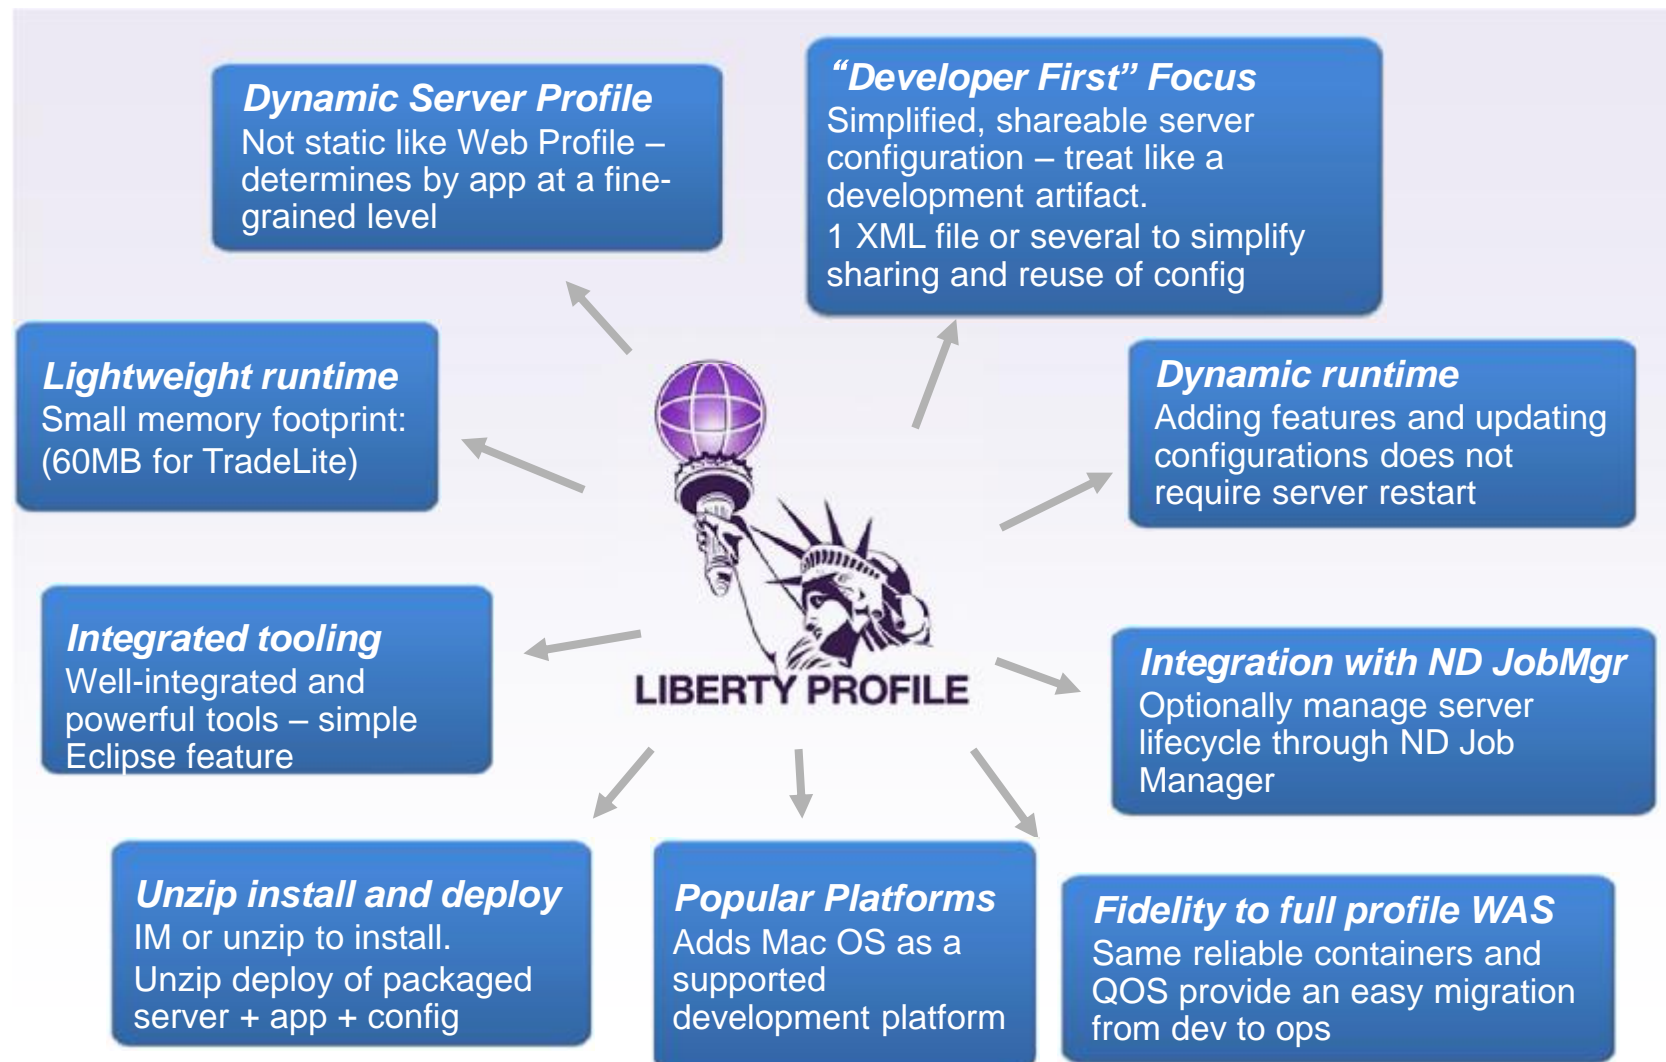 Dynamic Server Profile
Not static like Web Profile –
determines by app at a fine-
grained level
“Developer First” Focus
Simplified, shareable server
configuration – treat like a
development artifact.
1 XML file or several to simplify
sharing and reuse of config
Lightweight runtime
Small memory footprint:
(60MB for TradeLite)
Dynamic runtime
Adding features and updating
configurations does not
require server restart
Integrated tooling
Well-integrated and
powerful tools – simple
Eclipse feature
LIBERTY PROFILE
Integration with ND JobMgr
Optionally manage server
lifecycle through ND Job
Manager
Unzip install and deploy
IM or unzip to install.
Unzip deploy of packaged
server + app + config
Popular Platforms
Adds Mac OS as a
supported
development platform
Fidelity to full profile WAS
Same reliable containers and
QOS provide an easy migration
from dev to ops